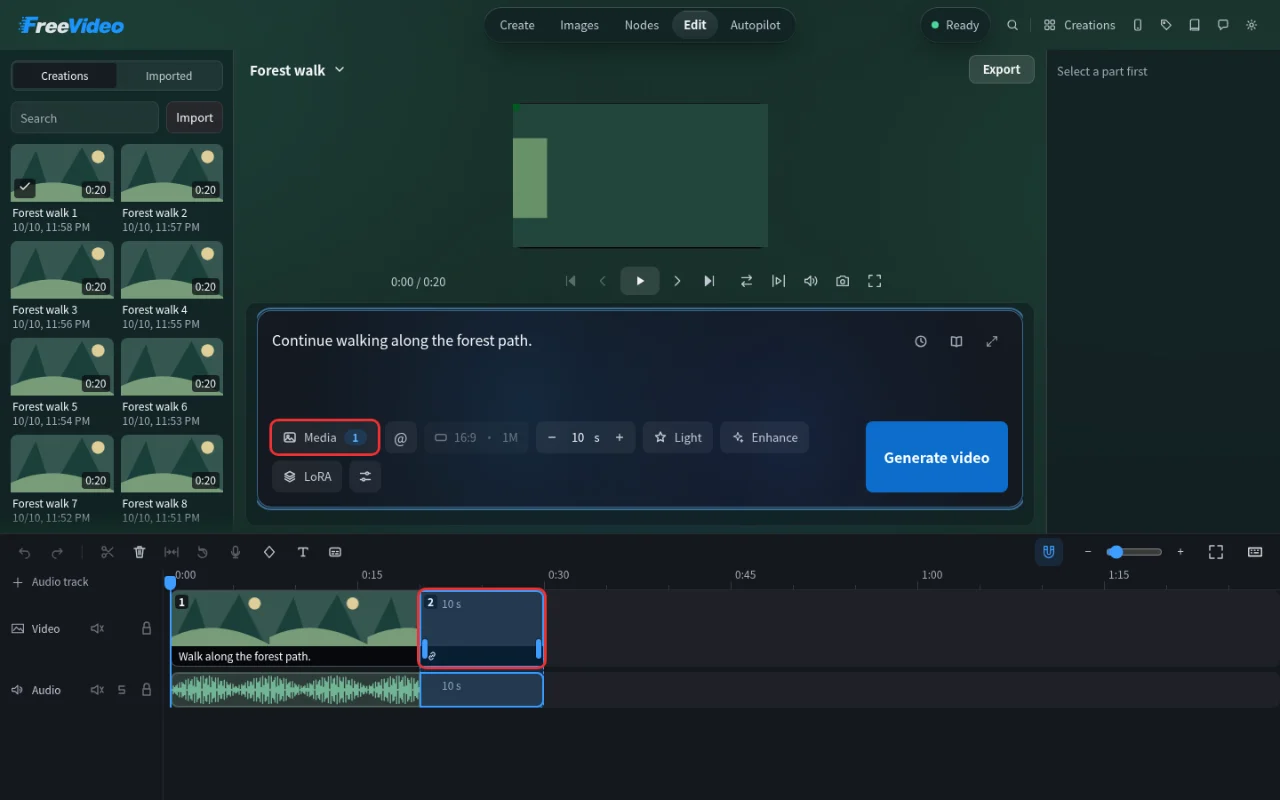 FreeVideo
Create Images Nodes Edit Autopilot
Ready
Creations
Creations Imported
Search Import
0:20 0:20
Forest walk 1 Forest walk 2
10/10, 11:58 PM 10/10, 11:57 PM
0:20 0:20
Forest walk 3 Forest walk 4
10/10, 11:56 PM 10/10, 11:55 PM
0:20 0:20
Forest walk 5 Forest walk 6
10/10, 11:54 PM 10/10, 11:53 PM
0:20 0:20
Forest walk 7 Forest walk 8
10/10, 11:52 PM 10/10, 11:51 PM
Forest walk
Export
Select a part first
0:00 / 0:20
Continue walking along the forest path.
Media 1 @ 16:9 · 1M − 10 s + Light Enhance
LoRA
Generate video
− +
Audio track
0:00 0:15 0:30 0:45 1:00 1:15
Video
1
2 10 s
Walk along the forest path.
Audio S
10 s